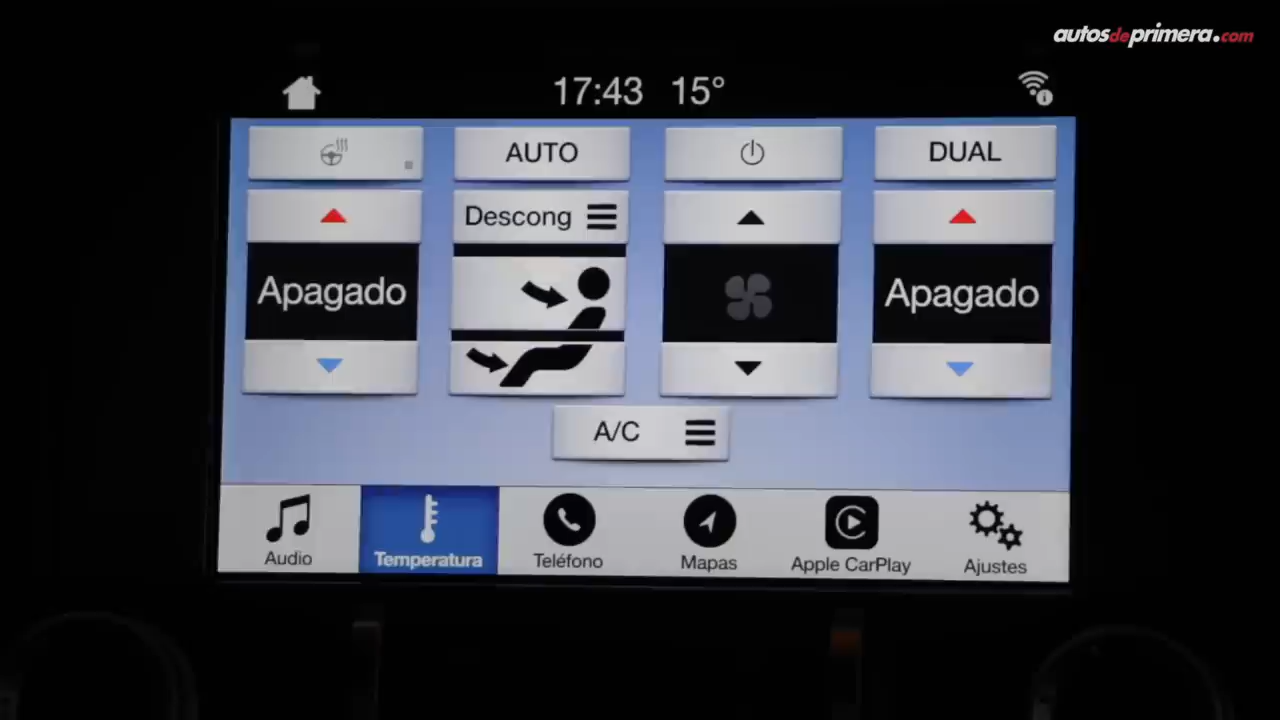 autosdeprimera.com
17:43 15°
AUTO
DUAL
Descong
Apagado
Apagado
A/C
Audio
Temperatura
Teléfono
Mapas
Apple CarPlay
Ajustes